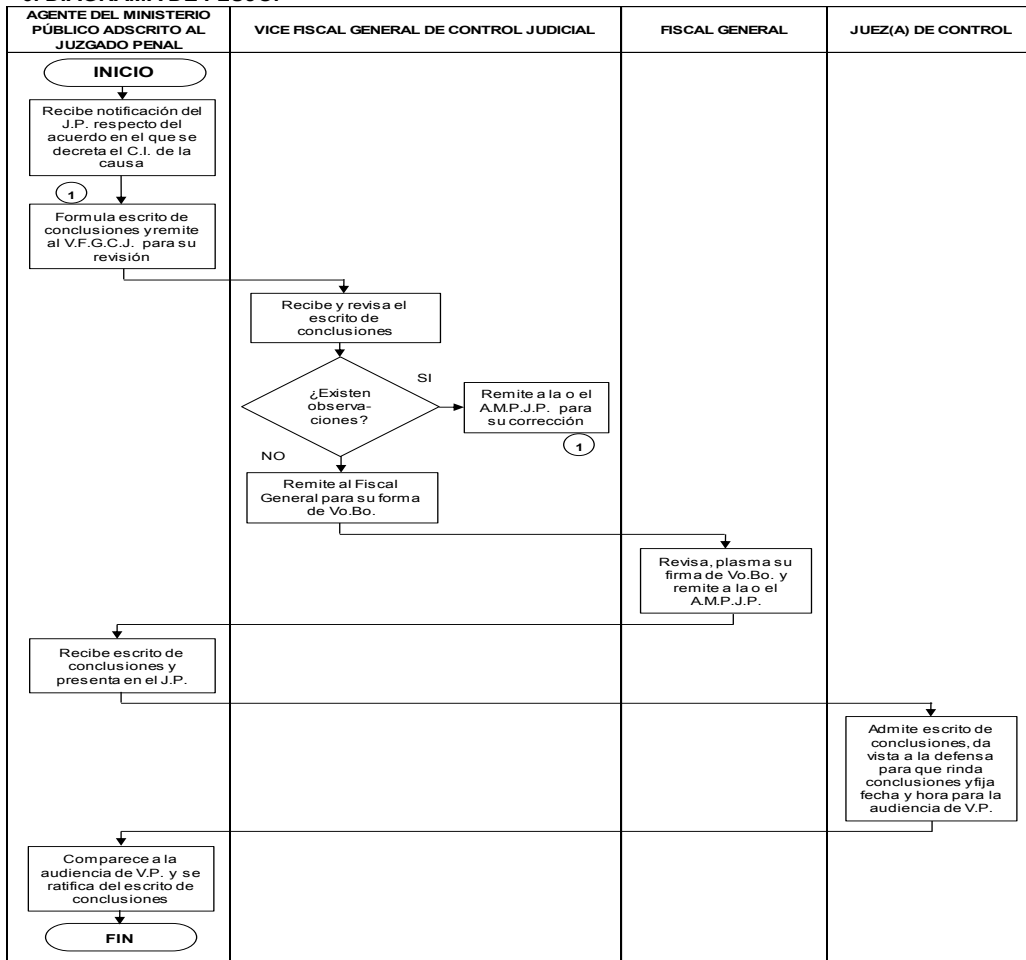 AGENTE DEL MINISTERIO
PÚBLICO ADSCRITO AL
JUZGADO PENAL
VICE FISCAL GENERAL DE CONTROL JUDICIAL
FISCAL GENERAL
JUEZ(A) DE CONTROL
INICIO
Recibe notificación del
J.P. respecto del
acuerdo en el que se
decreta el C.I. de la
causa
1
Formula escrito de
conclusiones y remite
al V.F.G.C.J. para su
revisión
Recibe y revisa el
escrito de
conclusiones
¿Existen
observa-
ciones?
SI
Remite a la o el
A.M.P.J.P. para
su corrección
1
NO
Remite al Fiscal
General para su forma
de Vo.Bo.
Revisa, plasma su
firma de Vo.Bo. y
remite a la o el
A.M.P.J.P.
Recibe escrito de
conclusiones y
presenta en el J.P.
Admite escrito de
conclusiones, da
vista a la defensa
para que rinda
conclusiones y fija
fecha y hora para la
audiencia de V.P.
Comparece a la
audiencia de V.P. y se
ratifica del escrito de
conclusiones
FIN